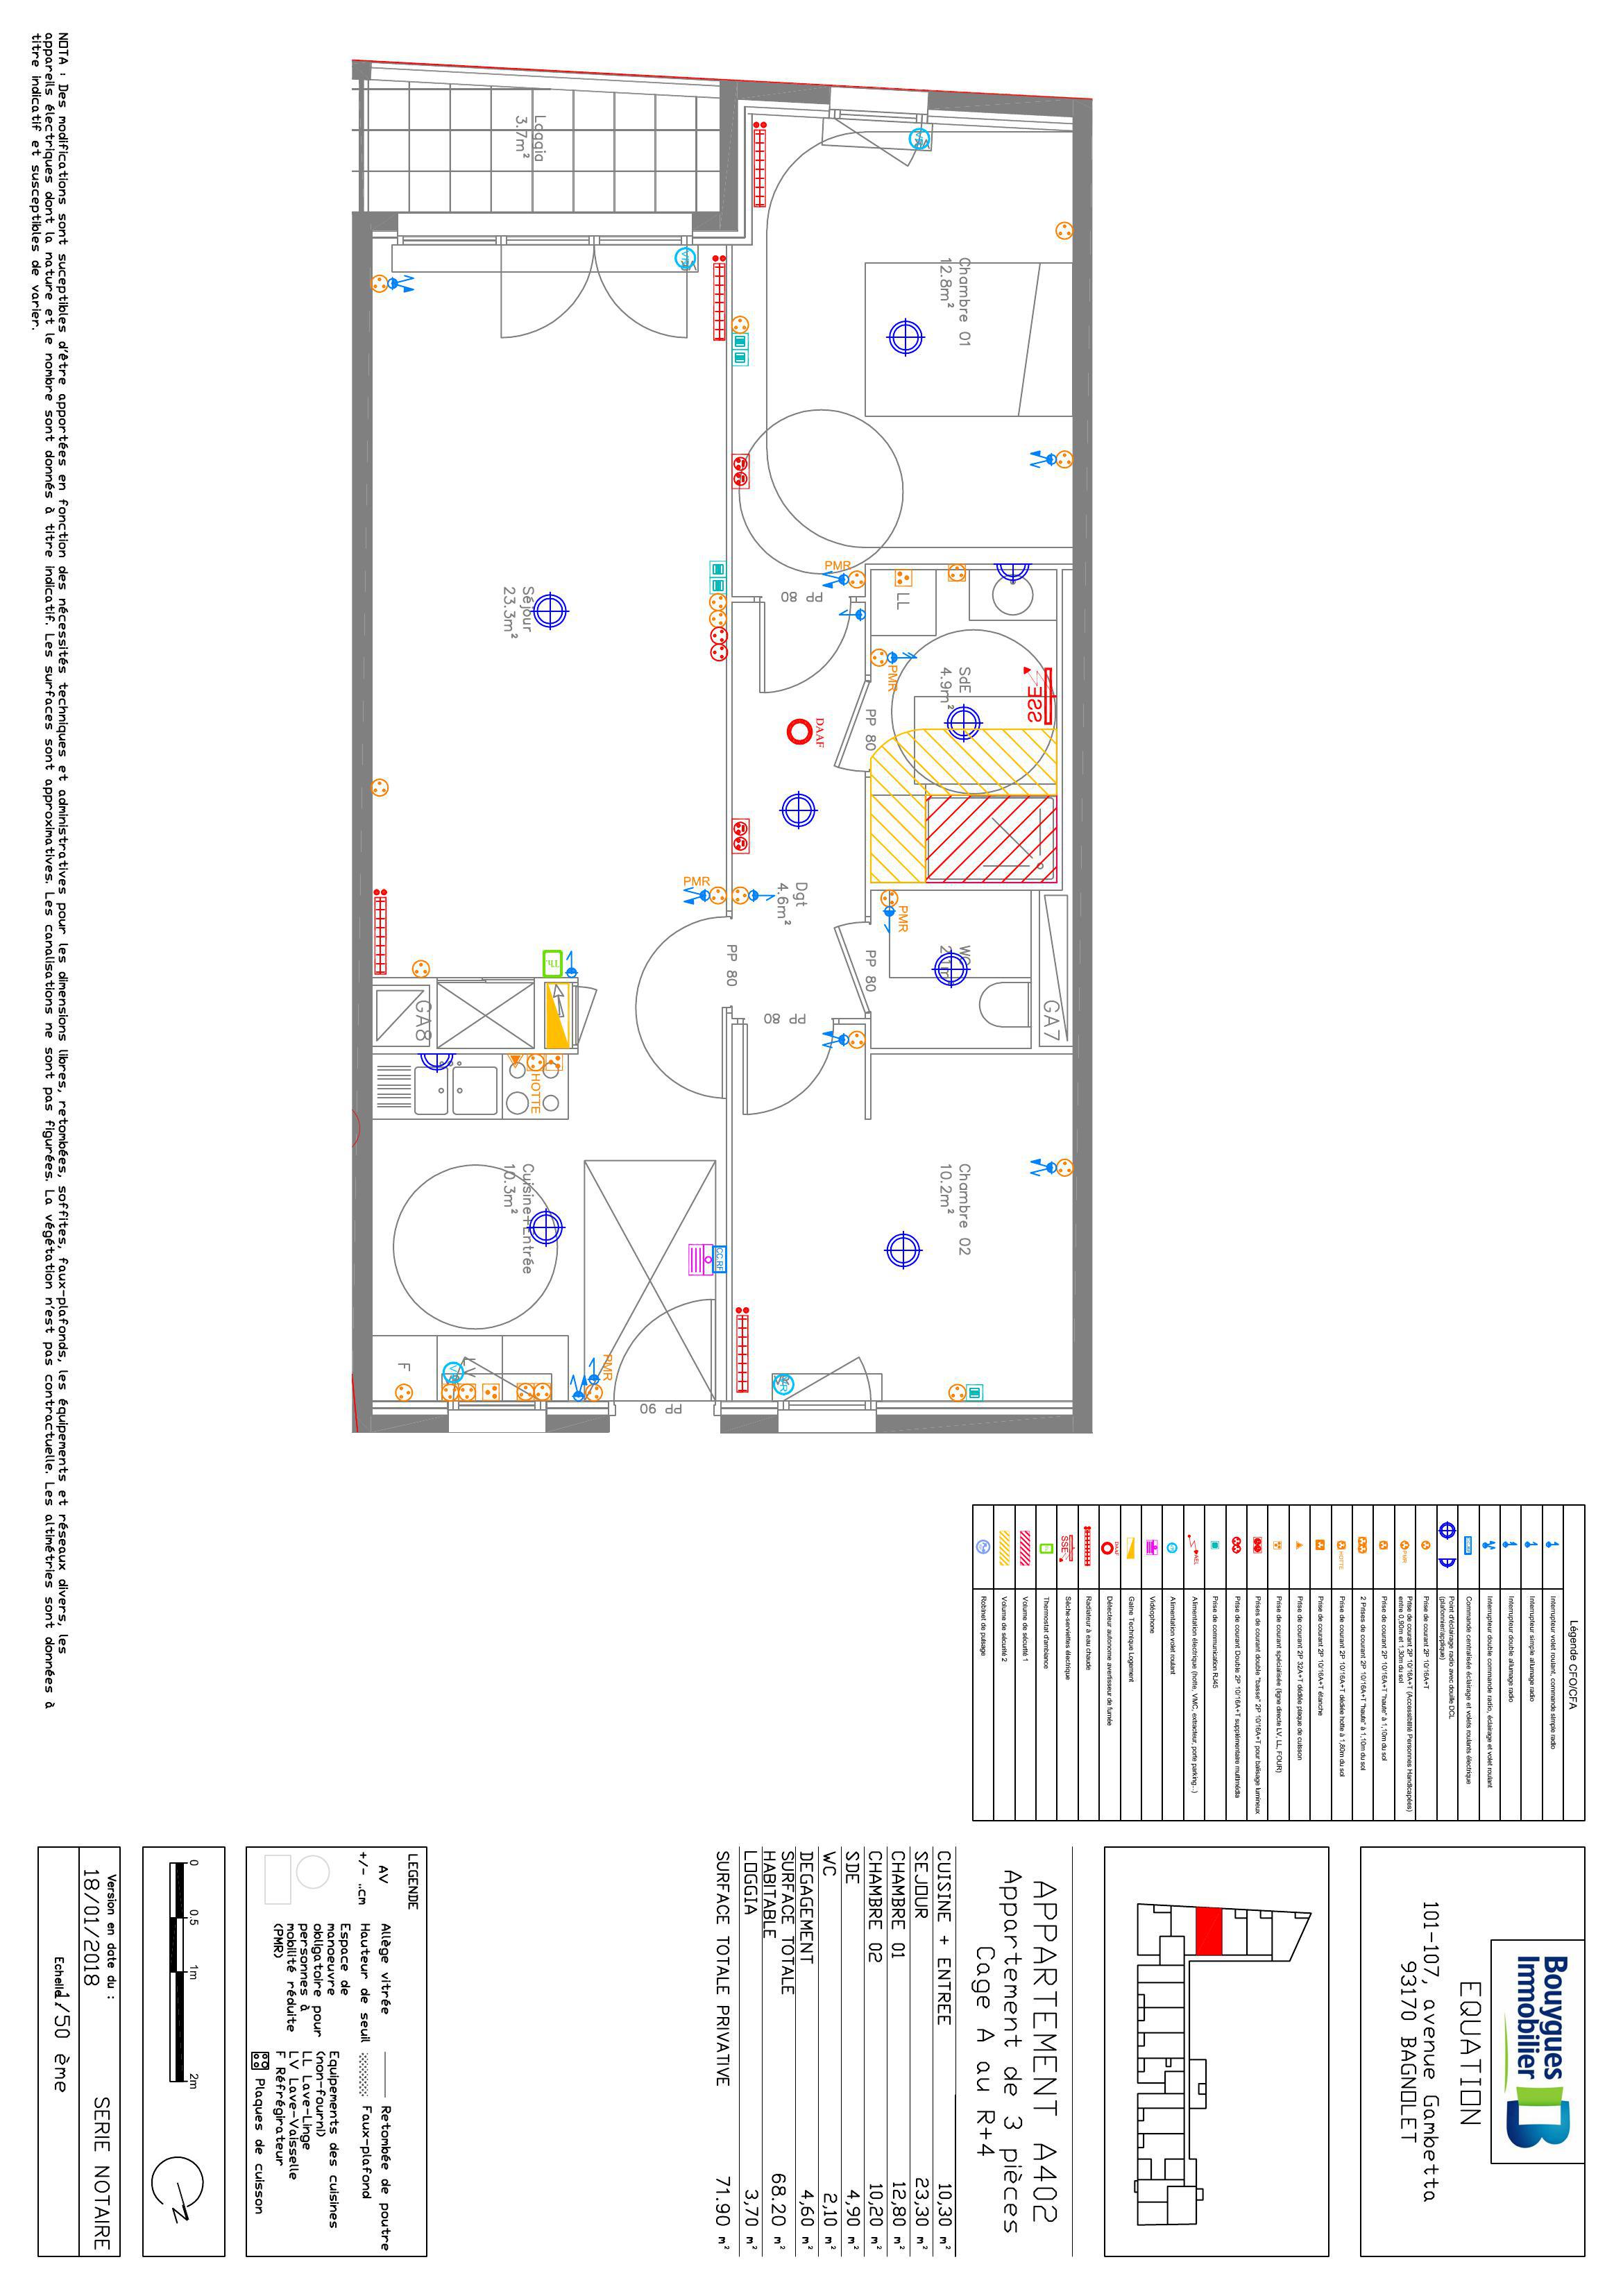 Bouygues
Immobilier
EQUATION
101-107, avenue Gambetta
93170 BAGNOLET
APPARTEMENT A402
Appartement de 3 pièces
Cage A au R+4
CUISINE + ENTREE 10,30 m²
SEJOUR 23,30 m²
CHAMBRE 01 12,80 m²
CHAMBRE 02 10,20 m²
SDE 4,90 m²
WC 2,10 m²
DEGAGEMENT 4,60 m²
SURFACE TOTALE
HABITABLE 68.20 m²
LOGGIA 3,70 m²
SURFACE TOTALE PRIVATIVE 71.90 m²
LEGENDE
AV Allège vitrée
+/- ..cm Hauteur de seuil
Espace de
manoeuvre
obligatoire pour
personnes à
mobilité réduite
(PMR)
Retombée de poutre
Faux-plafond
Equipements des cuisines
(non-fourni)
LL Lave-Linge
LV Lave-Vaisselle
F Réfrigérateur
Plaques de cuisson
0 0.5 1m 2m
N
Version en date du :
18/01/2018
SERIE NOTAIRE
Echelle 1/50 ème
Légende CFO/CFA
Interrupteur volet roulant, commande simple radio
Interrupteur simple allumage radio
Interrupteur double allumage radio
Interrupteur double commande radio, éclairage et volet roulant
Commande centralisée éclairage et volets roulants électrique
Point d'éclairage radio avec douille DCL
(plafonnier/applique)
Prise de courant 2P 10/16A+T
PMR Prise de courant 2P 10/16A+T (Accessibilité Personnes Handicapées)
entre 0,90m et 1,30m du sol
Prise de courant 2P 10/16A+T "haute" à 1,10m du sol
2 Prises de courant 2P 10/16A+T "haute" à 1,10m du sol
HOTTE Prise de courant 2P 10/16A+T dédiée hotte à 1,80m du sol
Prise de courant 2P 10/16A+T étanche
Prise de courant 2P 32A+T dédiée plaque de cuisson
Prise de courant spécialisée (ligne directe LV, LL, FOUR)
Prises de courant double "basse" 2P 10/16A+T pour balisage lumineux
Prise de courant Double 2P 10/16A+T supplémentaire multimédia
Prise de communication RJ45
Alimentation électrique (hotte, VMC, extracteur, porte parking...)
Alimentation volet roulant
Vidéophone
Gaine Technique Logement
DAAF Détecteur autonome avertisseur de fumée
Radiateur à eau chaude
SSE Sèche-serviettes électrique
Thermostat d'ambiance
Volume de sécurité 1
Volume de sécurité 2
Robinet de puisage
Loggia
3.7m²
Chambre 01
12.8m²
Séjour
23.3m²
PMR
PP 80
LL
PMR
SdE
4.9m²
SSE
PP 80
DAAF
Dgt
4.6m²
PMR
PMR
PP 80
PP 80
PP 80
GA7
GA8
HOTTE
Cuisine+Entrée
10.3m²
Chambre 02
10.2m²
F
PMR
PP 90
NOTA : Des modifications sont susceptibles d'être apportées en fonction des nécessités techniques et administratives pour les dimensions libres, retombées, soffites, faux-plafonds, les équipements et réseaux divers, les
appareils électriques dont la nature et le nombre sont donnés à titre indicatif. Les surfaces sont approximatives. Les canalisations ne sont pas figurées. La végétation n'est pas contractuelle. Les altimétries sont données à
titre indicatif et susceptibles de varier.